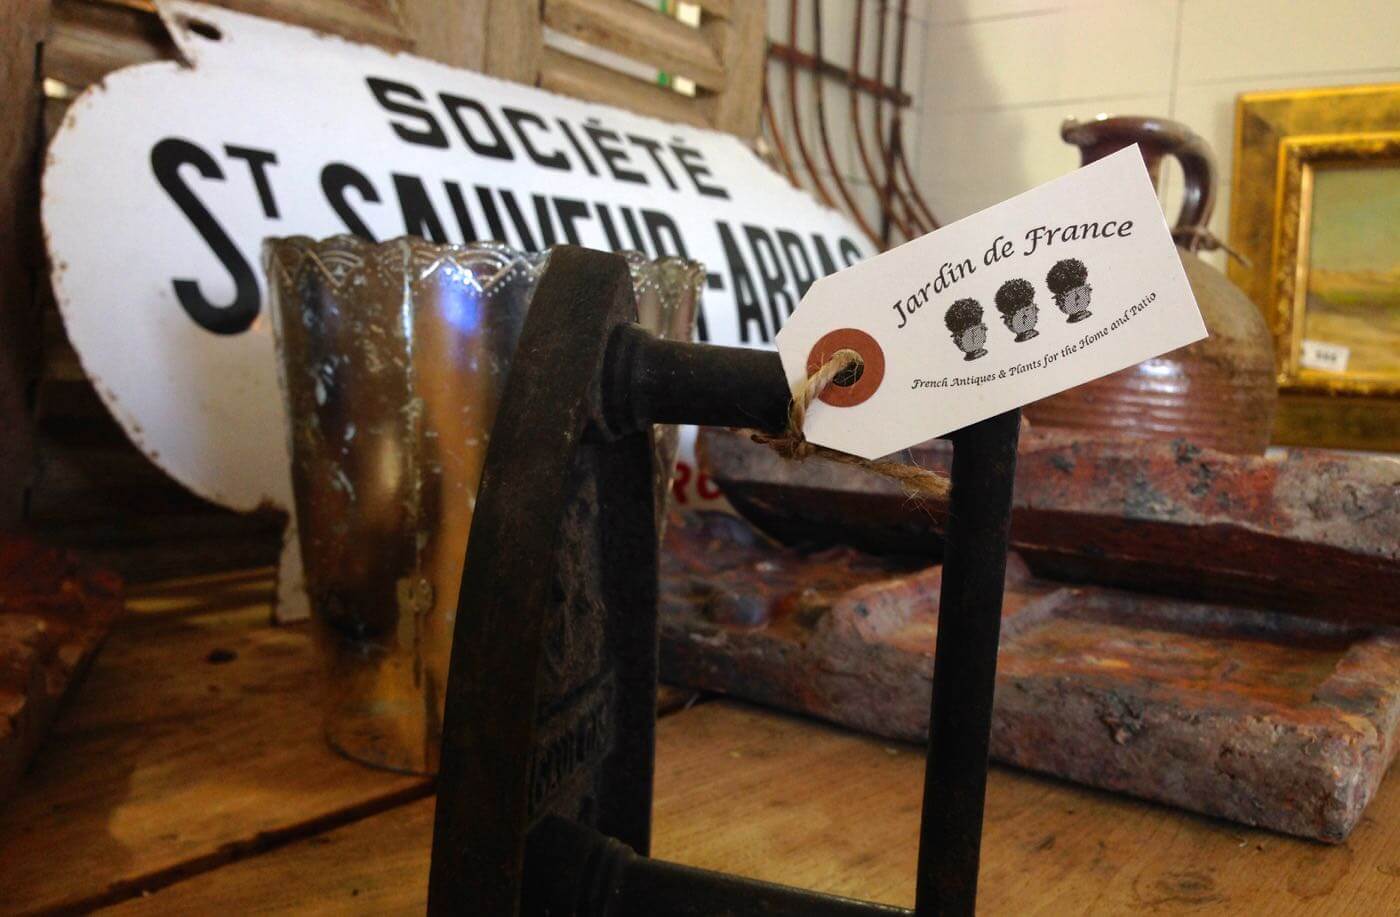 SOCIÉTÉ
ST SAUVEUR-ARRAS
Jardin de France
French Antiques & Plants for the Home and Patio